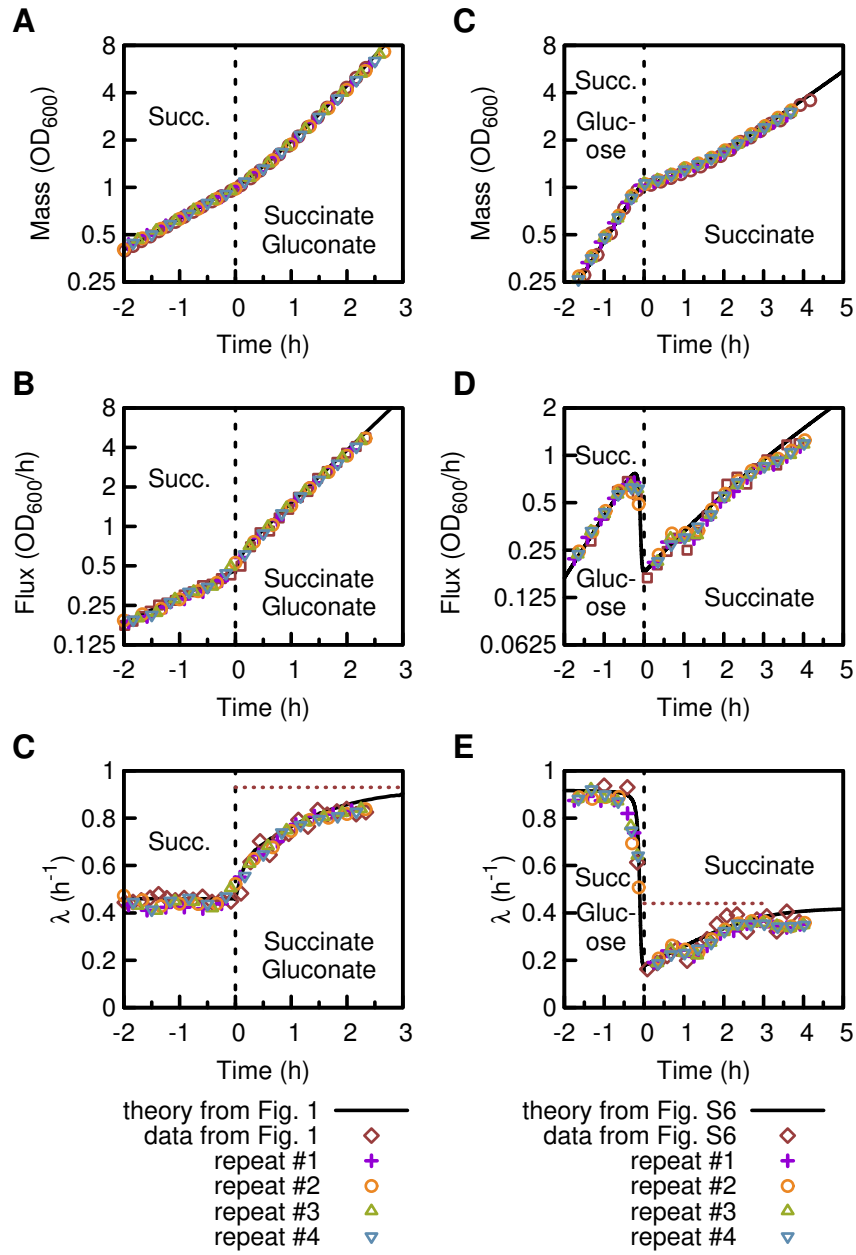 A
Mass (OD600)
8
4
2
1
0.5
0.25
Succ.
Succinate
Gluconate
-2 -1 0 1 2 3
Time (h)
C
Mass (OD600)
8
4
2
1
0.5
0.25
Succ.
Gluc-
ose
Succinate
-2 -1 0 1 2 3 4 5
Time (h)
B
Flux (OD600/h)
8
4
2
1
0.5
0.25
0.125
Succ.
Succinate
Gluconate
-2 -1 0 1 2 3
Time (h)
D
Flux (OD600/h)
2
1
0.5
0.25
0.125
0.0625
Succ.
Gluc-
ose
Succinate
-2 -1 0 1 2 3 4 5
Time (h)
C
λ (h-1)
1
0.8
0.6
0.4
0.2
0
Succ.
Succinate
Gluconate
-2 -1 0 1 2 3
Time (h)
E
λ (h-1)
1
0.8
0.6
0.4
0.2
0
Succinate
Succ
Gluc-
ose
-2 -1 0 1 2 3 4 5
Time (h)
theory from Fig. 1
data from Fig. 1
repeat #1
repeat #2
repeat #3
repeat #4
theory from Fig. S6
data from Fig. S6
repeat #1
repeat #2
repeat #3
repeat #4